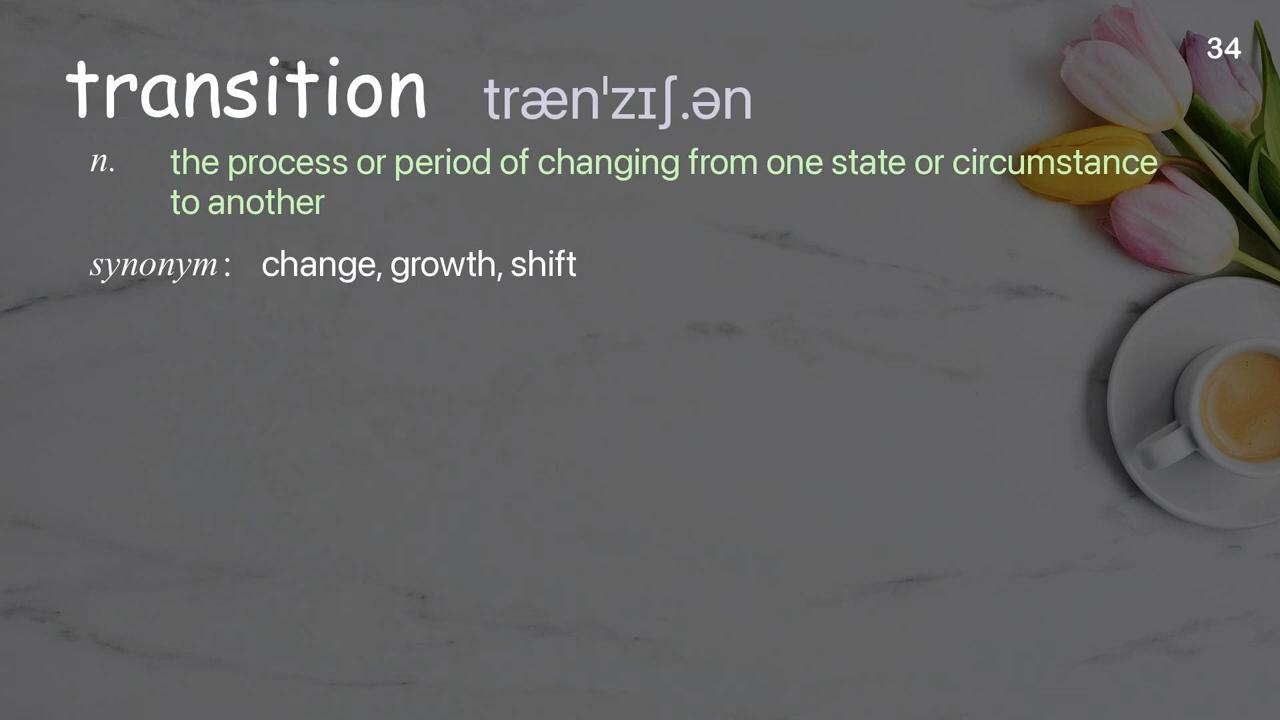 34
transition trænˈzɪʃ.ən
n. the process or period of changing from one state or circumstance
to another
synonym: change, growth, shift